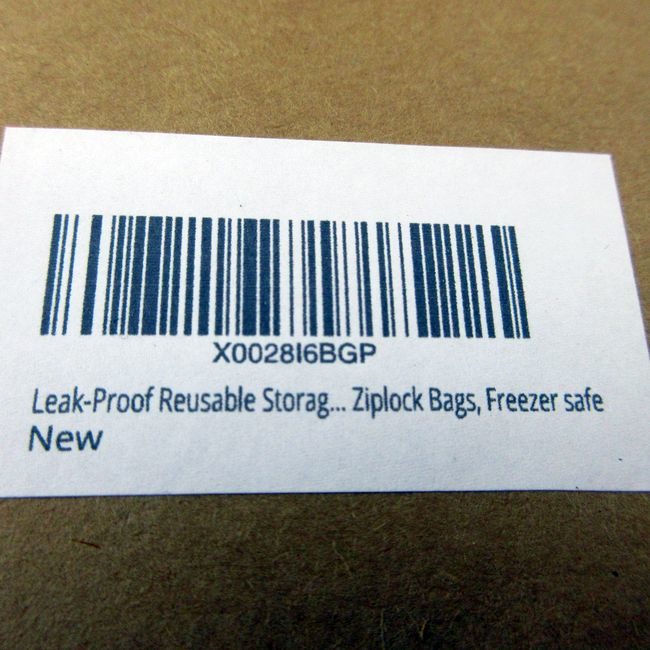 X0028I6BGP
Leak-Proof Reusable Storag... Ziplock Bags, Freezer safe
New